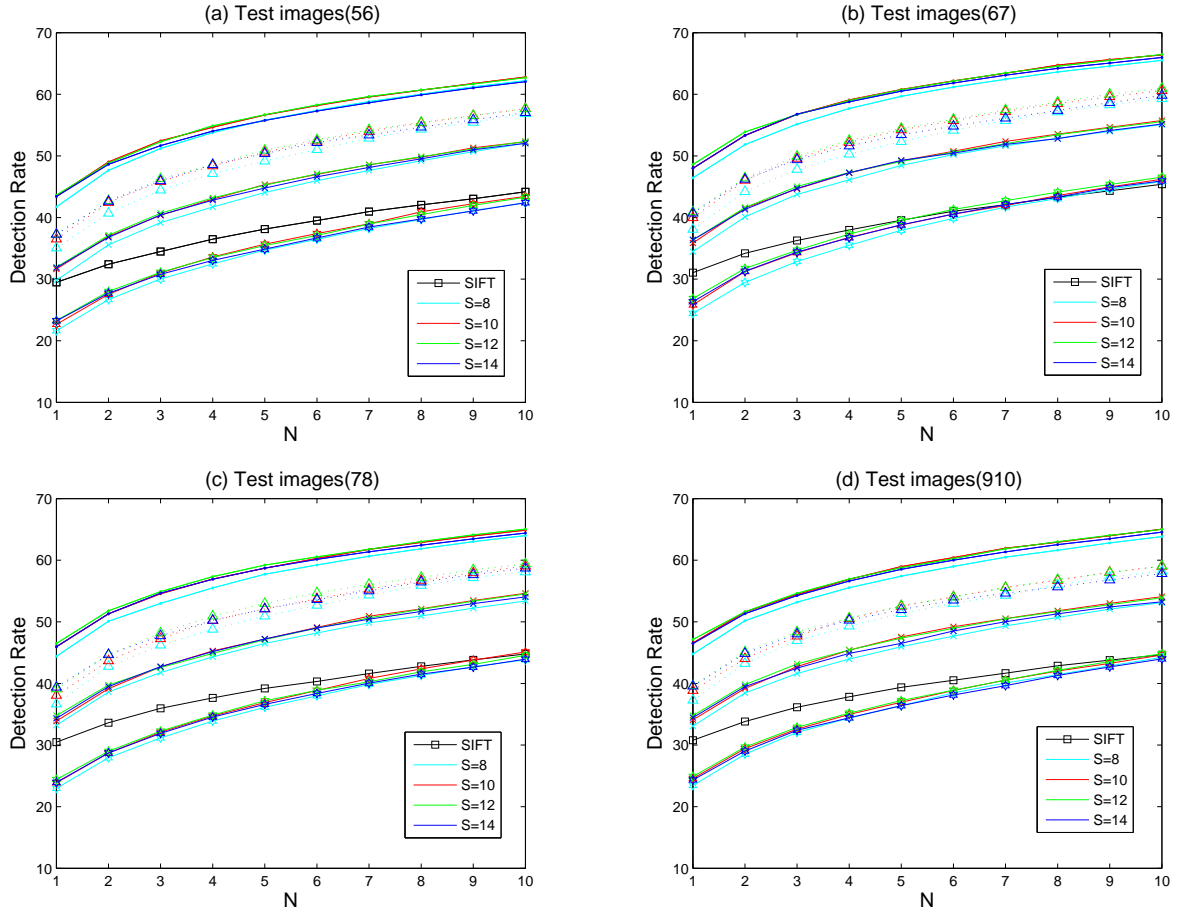 (a) Test images(56)
70
60
50
40
30
20
10
Detection Rate
SIFT
S=8
S=10
S=12
S=14
1 2 3 4 5 6 7 8 9 10
N
(b) Test images(67)
70
60
50
40
30
20
10
Detection Rate
SIFT
S=8
S=10
S=12
S=14
1 2 3 4 5 6 7 8 9 10
N
(c) Test images(78)
70
60
50
40
30
20
10
Detection Rate
SIFT
S=8
S=10
S=12
S=14
1 2 3 4 5 6 7 8 9 10
N
(d) Test images(910)
70
60
50
40
30
20
10
Detection Rate
SIFT
S=8
S=10
S=12
S=14
1 2 3 4 5 6 7 8 9 10
N